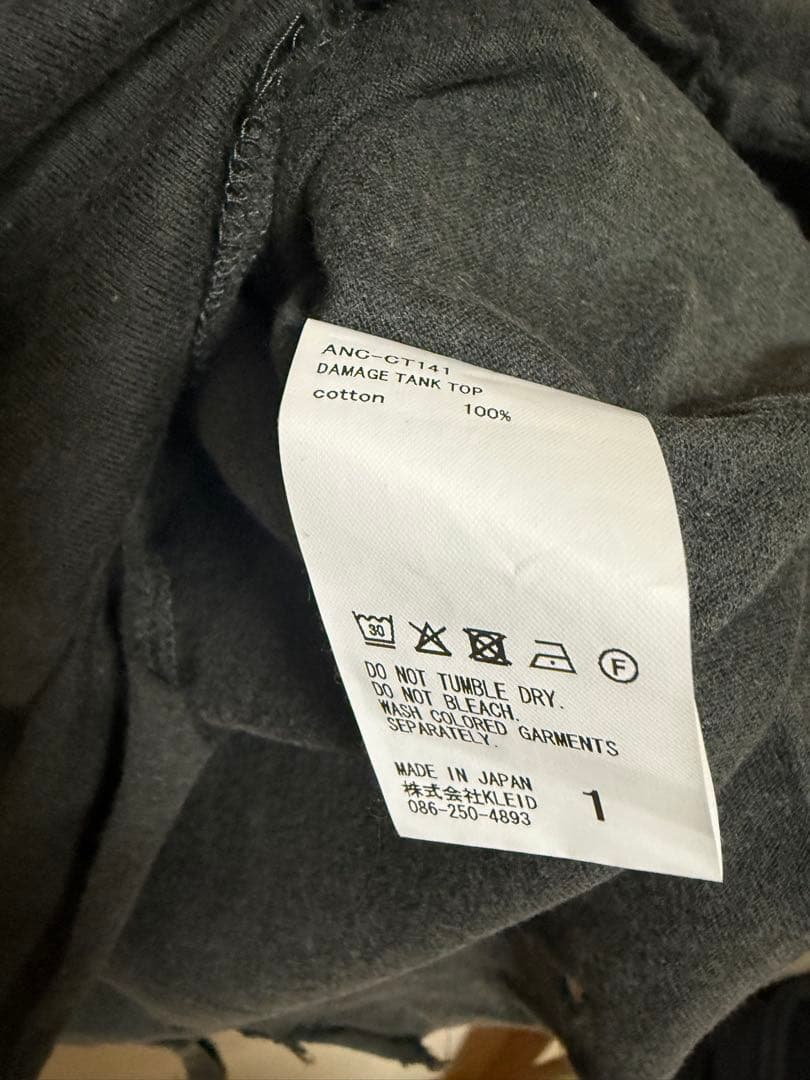 ANC-CT141
DAMAGE TANK TOP
cotton 100%
30
F
DO NOT TUMBLE DRY.
DO NOT BLEACH.
WASH COLORED GARMENTS
SEPARATELY.
MADE IN JAPAN
株式会社KLEID
086-250-4893
1